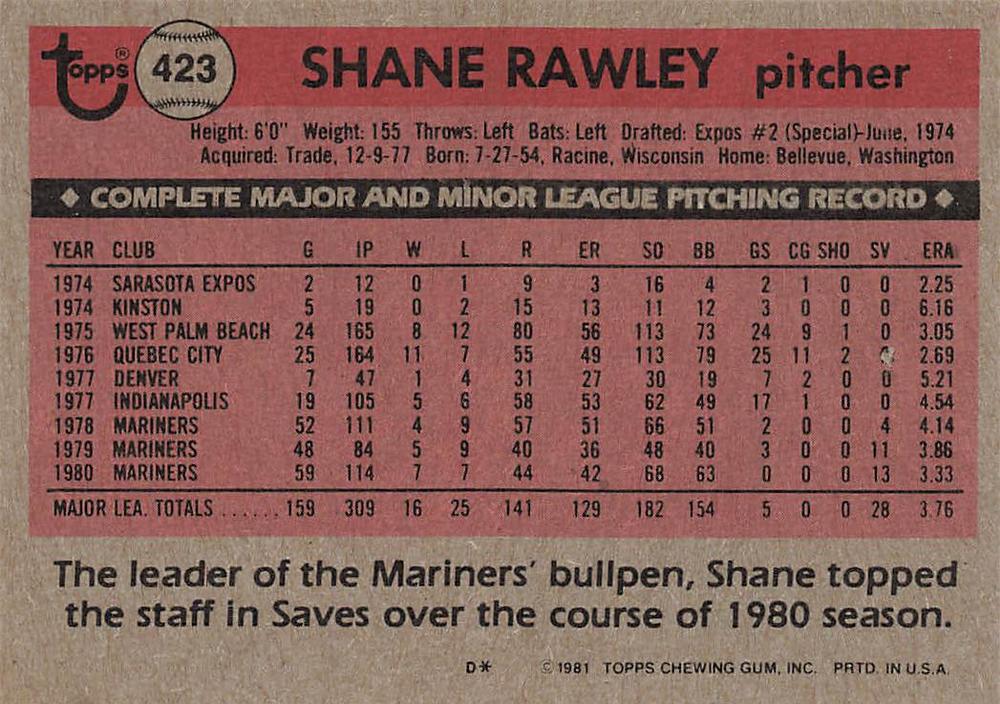 Topps® 423 SHANE RAWLEY pitcher
Height: 6'0" Weight: 155 Throws: Left Bats: Left Drafted: Expos #2 (Special)-June, 1974
Acquired: Trade, 12-9-77 Born: 7-27-54, Racine, Wisconsin Home: Bellevue, Washington
◆ COMPLETE MAJOR AND MINOR LEAGUE PITCHING RECORD ◆
YEAR CLUB G IP W L R ER SO BB GS CG SHO SV ERA
1974 SARASOTA EXPOS 2 12 0 1 9 3 16 4 2 1 0 0 2.25
1974 KINSTON 5 19 0 2 15 13 11 12 3 0 0 0 6.16
1975 WEST PALM BEACH 24 165 8 12 80 56 113 73 24 9 1 0 3.05
1976 QUEBEC CITY 25 164 11 7 55 49 113 79 25 11 2 2.69
1977 DENVER 7 47 1 4 31 27 30 19 7 2 0 0 5.21
1977 INDIANAPOLIS 19 105 5 6 58 53 62 49 17 1 0 0 4.54
1978 MARINERS 52 111 4 9 57 51 66 51 2 0 0 4 4.14
1979 MARINERS 48 84 5 9 40 36 48 40 3 0 0 11 3.86
1980 MARINERS 59 114 7 7 44 42 68 63 0 0 0 13 3.33
MAJOR LEA. TOTALS ...... 159 309 16 25 141 129 182 154 5 0 0 28 3.76
The leader of the Mariners' bullpen, Shane topped
the staff in Saves over the course of 1980 season.
D* © 1981 TOPPS CHEWING GUM, INC. PRTD. IN U.S.A.